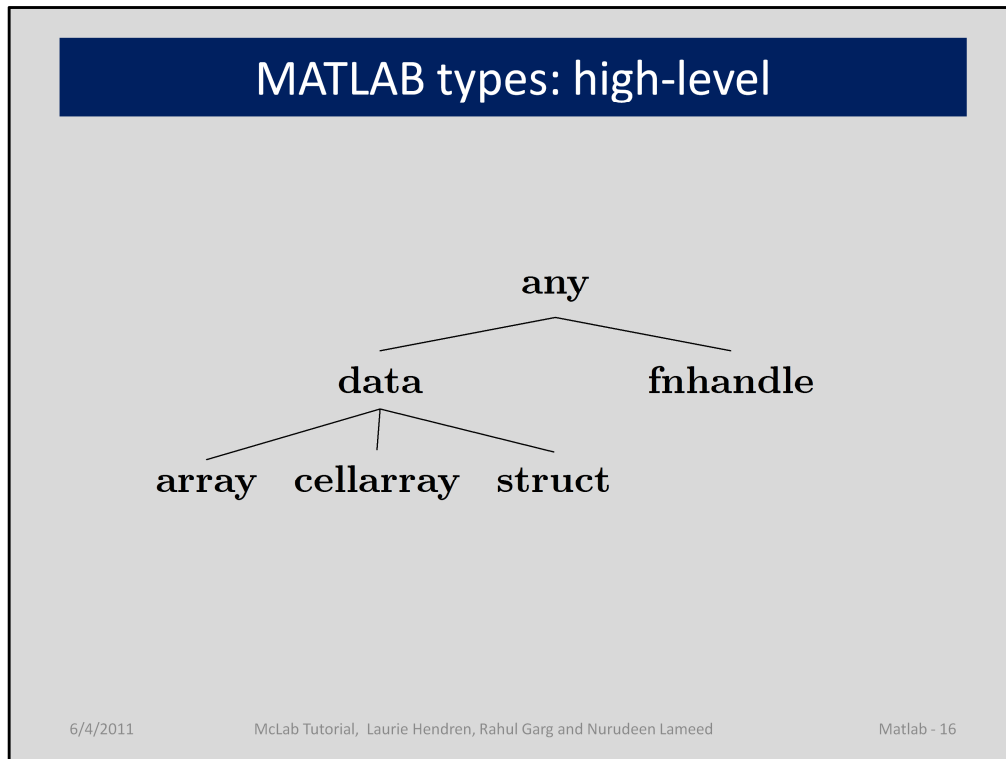 MATLAB types: high-level
any
data fnhandle
array cellarray struct
6/4/2011 McLab Tutorial, Laurie Hendren, Rahul Garg and Nurudeen Lameed Matlab - 16